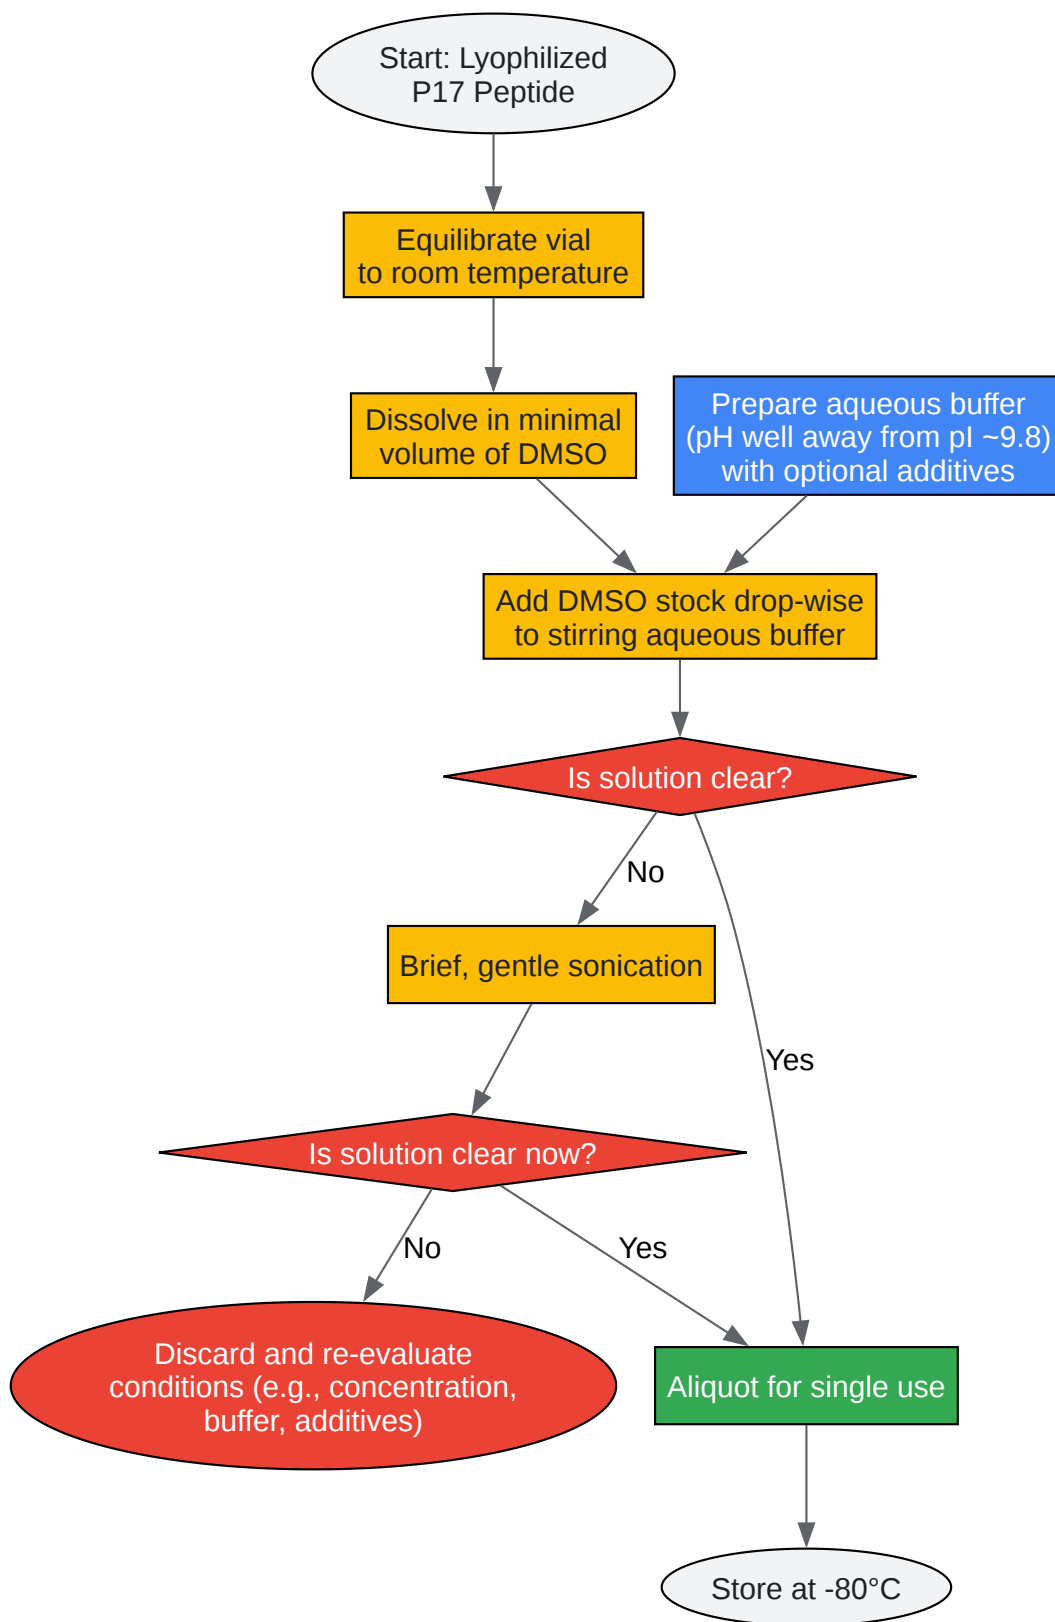 Start: Lyophilized
P17 Peptide
Equilibrate vial
to room temperature
Dissolve in minimal
volume of DMSO
Prepare aqueous buffer
(pH well away from pI ~9.8)
with optional additives
Add DMSO stock drop-wise
to stirring aqueous buffer
Is solution clear?
No
Brief, gentle sonication
Yes
Is solution clear now?
No
Yes
Discard and re-evaluate
conditions (e.g., concentration,
buffer, additives)
Aliquot for single use
Store at -80°C